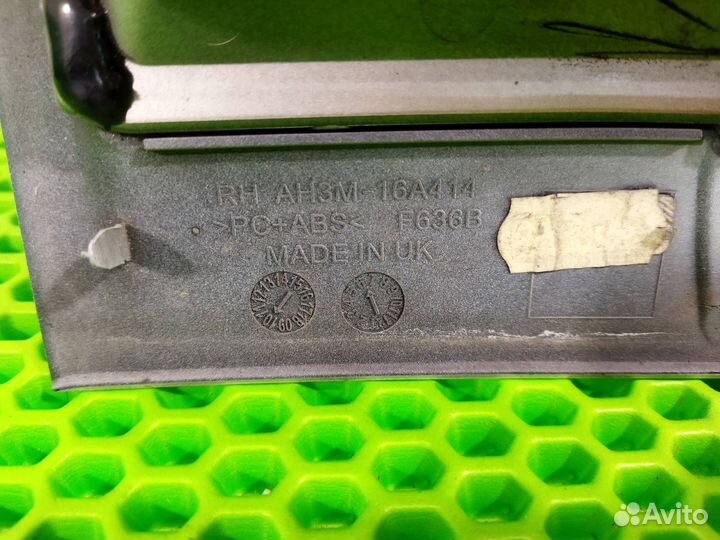 RH AH3M-16A414
>PC+ABS< F636B
MADE IN UK
Avito